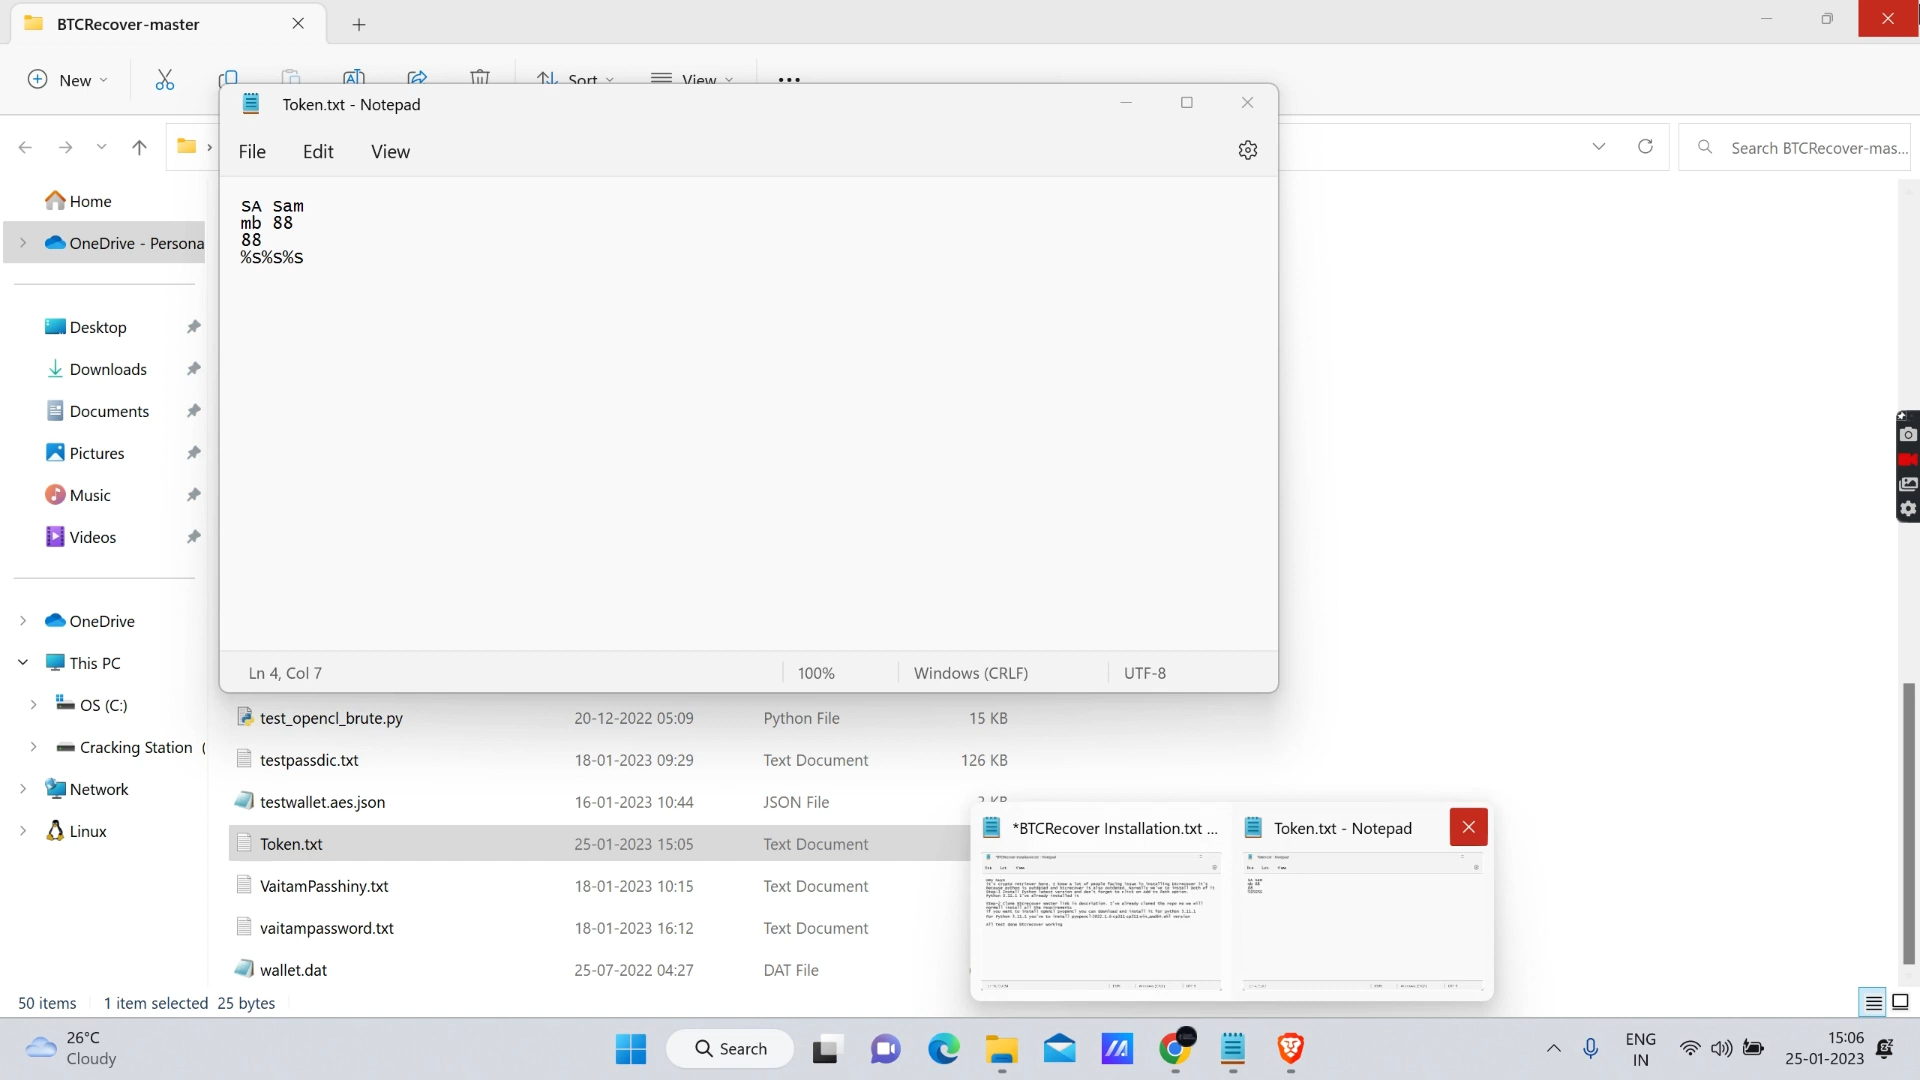 BTCRecover-master
New
Sort
View
Token.txt - Notepad
File Edit View
Search BTCRecover-mas...
SA Sam
mb 88
88
%s%s%s
Home
OneDrive - Persona
Desktop
Downloads
Documents
Pictures
Music
Videos
OneDrive
This PC
OS (C:)
Cracking Station (
Network
Linux
Ln 4, Col 7 100% Windows (CRLF) UTF-8
test_opencl_brute.py 20-12-2022 05:09 Python File 15 KB
testpassdic.txt 18-01-2023 09:29 Text Document 126 KB
testwallet.aes.json 16-01-2023 10:44 JSON File
Token.txt 25-01-2023 15:05 Text Document
VaitamPasshiny.txt 18-01-2023 10:15 Text Document
vaitampassword.txt 18-01-2023 16:12 Text Document
wallet.dat 25-07-2022 04:27 DAT File
*BTCRecover Installation.txt ...
Token.txt - Notepad
50 items 1 item selected 25 bytes
26°C
Cloudy
Search
ENG
IN
15:06
25-01-2023